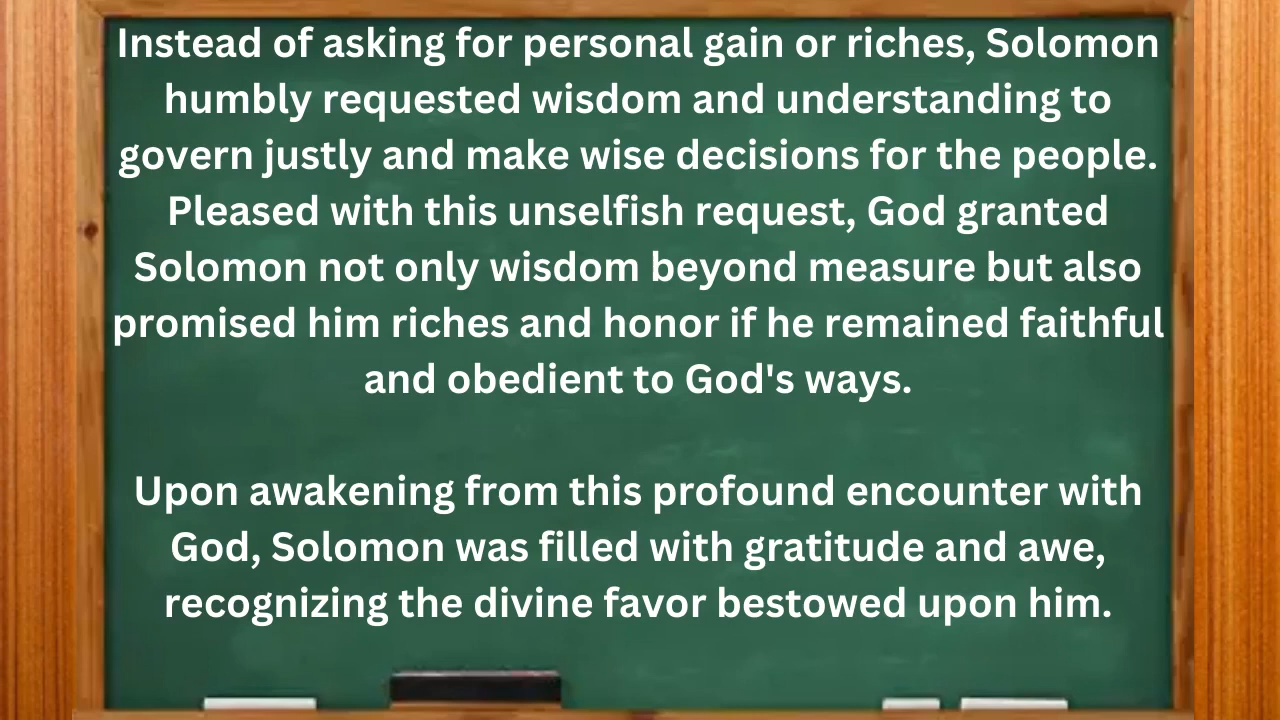 Instead of asking for personal gain or riches, Solomon
humbly requested wisdom and understanding to
govern justly and make wise decisions for the people.
Pleased with this unselfish request, God granted
Solomon not only wisdom beyond measure but also
promised him riches and honor if he remained faithful
and obedient to God's ways.
Upon awakening from this profound encounter with
God, Solomon was filled with gratitude and awe,
recognizing the divine favor bestowed upon him.